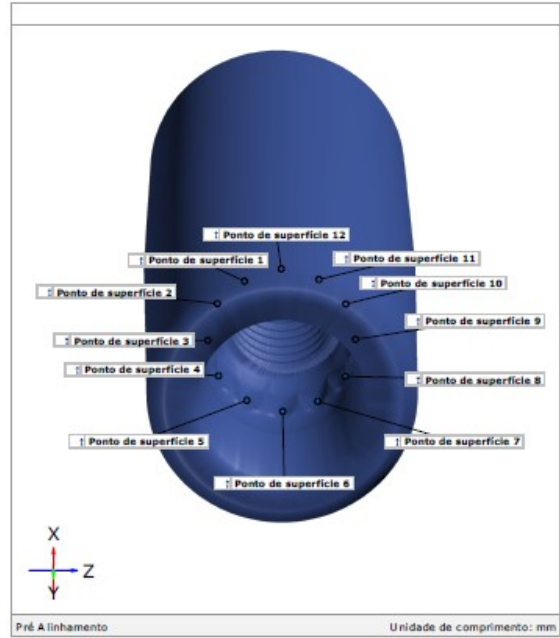 Ponto de superfície 12
Ponto de superfície 1
Ponto de superfície 11
Ponto de superfície 2
Ponto de superfície 10
Ponto de superfície 3
Ponto de superfície 9
Ponto de superfície 4
Ponto de superfície 8
Ponto de superfície 5
Ponto de superfície 7
Ponto de superfície 6
X
Z
Y
Pré Alinhamento
Unidade de comprimento: mm